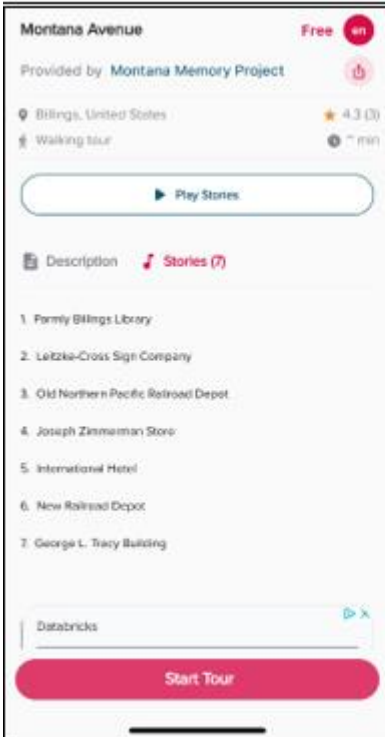 Montana Avenue
Free en
Provided by Montana Memory Project
Billings, United States 4.3 (3)
Walking tour ~ min
Play Stories
Description Stories (7)
1. Parmly Billings Library
2. Leitzke-Cross Sign Company
3. Old Northern Pacific Railroad Depot
4. Joseph Zimmerman Store
5. International Hotel
6. New Railroad Depot
7. George L. Tracy Building
Databricks
Start Tour